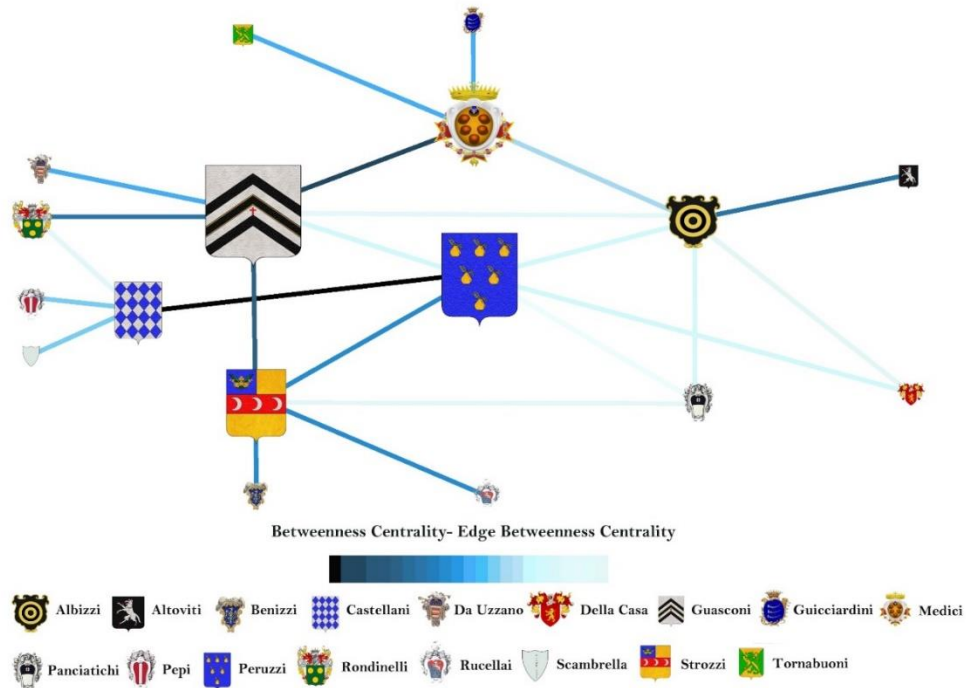 Betweenness Centrality- Edge Betweenness Centrality
Albizzi Altoviti Benizzi Castellani Da Uzzano Della Casa Guasconi Guicciardini Medici
Panciatichi Pepi Peruzzi Rondinelli Rucellai Scambrella Strozzi Tornabuoni